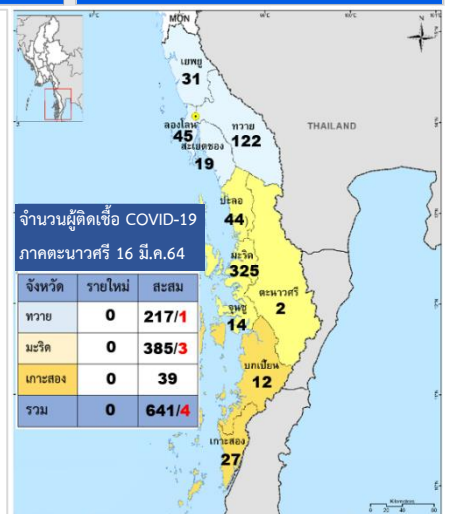 MON
N
เยพยู
31
ลองโลน
45
ทวาย
122
THAILAND
สะเยดชอง
19
ปะลอ
44
จำนวนผู้ติดเชื้อ COVID-19
ภาคตะนาวศรี 16 มี.ค.64
จังหวัด รายใหม่ สะสม
ทวาย 0 217/1
มะริด 0 385/3
เกาะสอง 0 39
รวม 0 641/4
มะริด
325
ตะนาวศรี
2
จุนซู
14
บกเปี้ยน
12
เกาะสอง
27
Kilometers